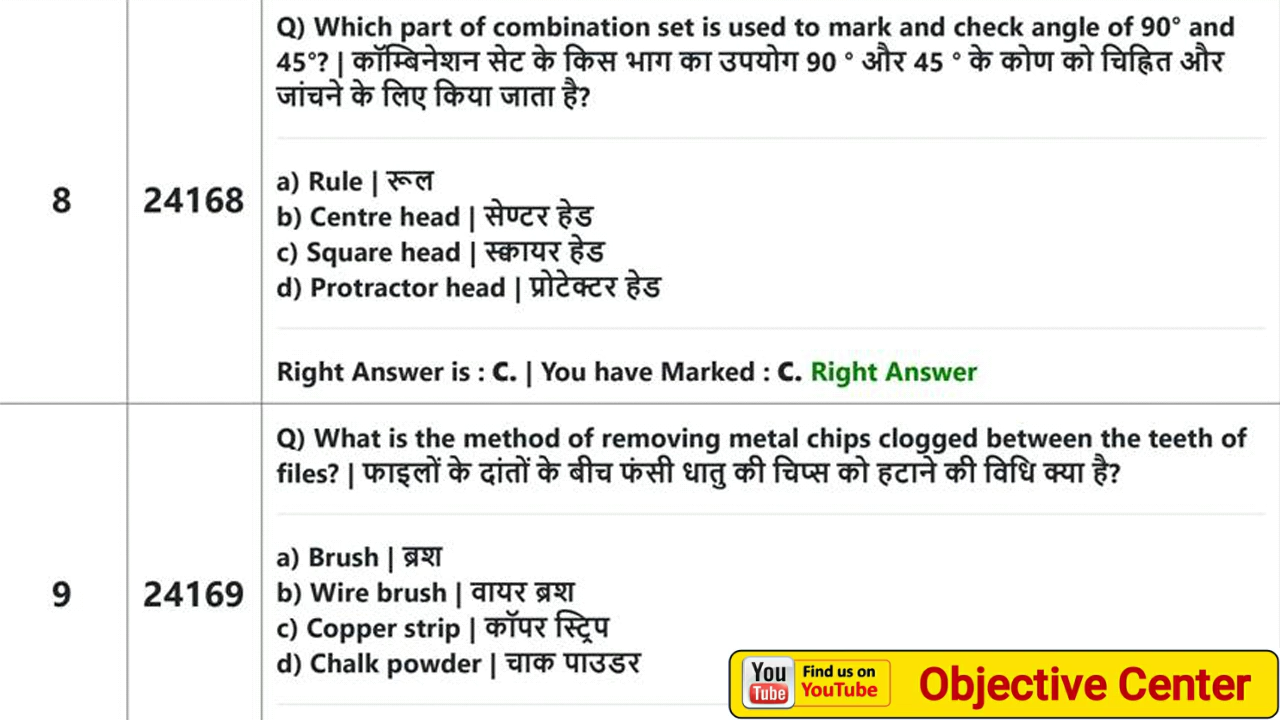 8
24168
Q) Which part of combination set is used to mark and check angle of 90° and
45°? | कॉम्बिनेशन सेट के किस भाग का उपयोग 90 ° और 45 ° के कोण को चिह्नित और
जांचने के लिए किया जाता है?
a) Rule | रूल
b) Centre head | सेण्टर हेड
c) Square head | स्क्वायर हेड
d) Protractor head | प्रोटेक्टर हेड
Right Answer is : C. | You have Marked : C. Right Answer
9
24169
Q) What is the method of removing metal chips clogged between the teeth of
files? | फाइलों के दांतों के बीच फंसी धातु की चिप्स को हटाने की विधि क्या है?
a) Brush | ब्रश
b) Wire brush | वायर ब्रश
c) Copper strip | कॉपर स्ट्रिप
d) Chalk powder | चाक पाउडर
You
Tube
Find us on
YouTube
Objective Center